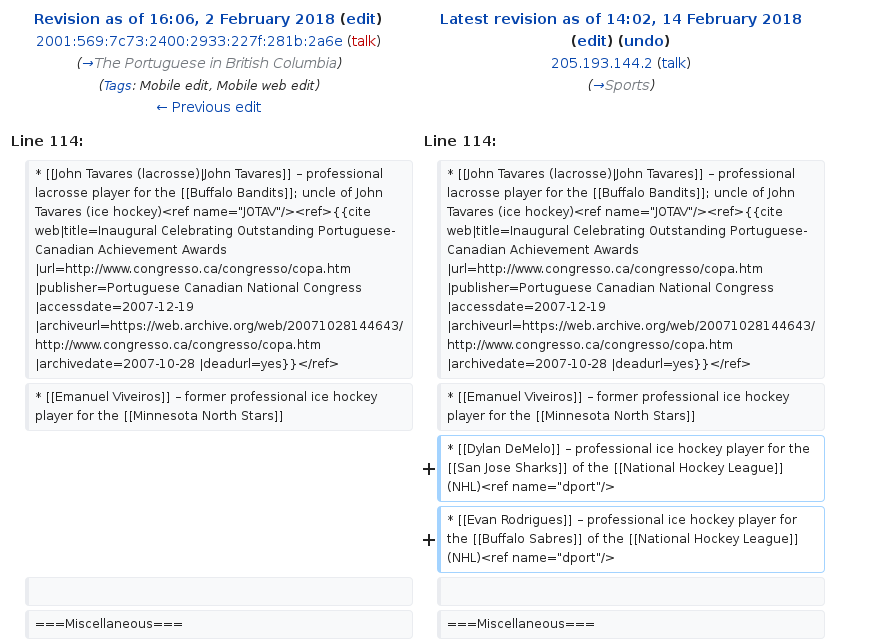 Revision as of 16:06, 2 February 2018 (edit)
2001:569:7c73:2400:2933:227f:281b:2a6e (talk)
(→The Portuguese in British Columbia)
(Tags: Mobile edit, Mobile web edit)
← Previous edit
Latest revision as of 14:02, 14 February 2018
(edit) (undo)
205.193.144.2 (talk)
(→Sports)
Line 114:
Line 114:
* [[John Tavares (lacrosse)|John Tavares]] – professional
lacrosse player for the [[Buffalo Bandits]]; uncle of John
Tavares (ice hockey)<ref name="JOTAV"/><ref>{{cite
web|title=Inaugural Celebrating Outstanding Portuguese-
Canadian Achievement Awards
|url=http://www.congresso.ca/congresso/copa.htm
|publisher=Portuguese Canadian National Congress
|accessdate=2007-12-19
|archiveurl=https://web.archive.org/web/20071028144643/
http://www.congresso.ca/congresso/copa.htm
|archivedate=2007-10-28 |deadurl=yes}}</ref>
* [[John Tavares (lacrosse)|John Tavares]] – professional
lacrosse player for the [[Buffalo Bandits]]; uncle of John
Tavares (ice hockey)<ref name="JOTAV"/><ref>{{cite
web|title=Inaugural Celebrating Outstanding Portuguese-
Canadian Achievement Awards
|url=http://www.congresso.ca/congresso/copa.htm
|publisher=Portuguese Canadian National Congress
|accessdate=2007-12-19
|archiveurl=https://web.archive.org/web/20071028144643/
http://www.congresso.ca/congresso/copa.htm
|archivedate=2007-10-28 |deadurl=yes}}</ref>
* [[Emanuel Viveiros]] – former professional ice hockey
player for the [[Minnesota North Stars]]
* [[Emanuel Viveiros]] – former professional ice hockey
player for the [[Minnesota North Stars]]
+
* [[Dylan DeMelo]] – professional ice hockey player for the
[[San Jose Sharks]] of the [[National Hockey League]]
(NHL)<ref name="dport"/>
+
* [[Evan Rodrigues]] – professional ice hockey player for
the [[Buffalo Sabres]] of the [[National Hockey League]]
(NHL)<ref name="dport"/>
===Miscellaneous===
===Miscellaneous===